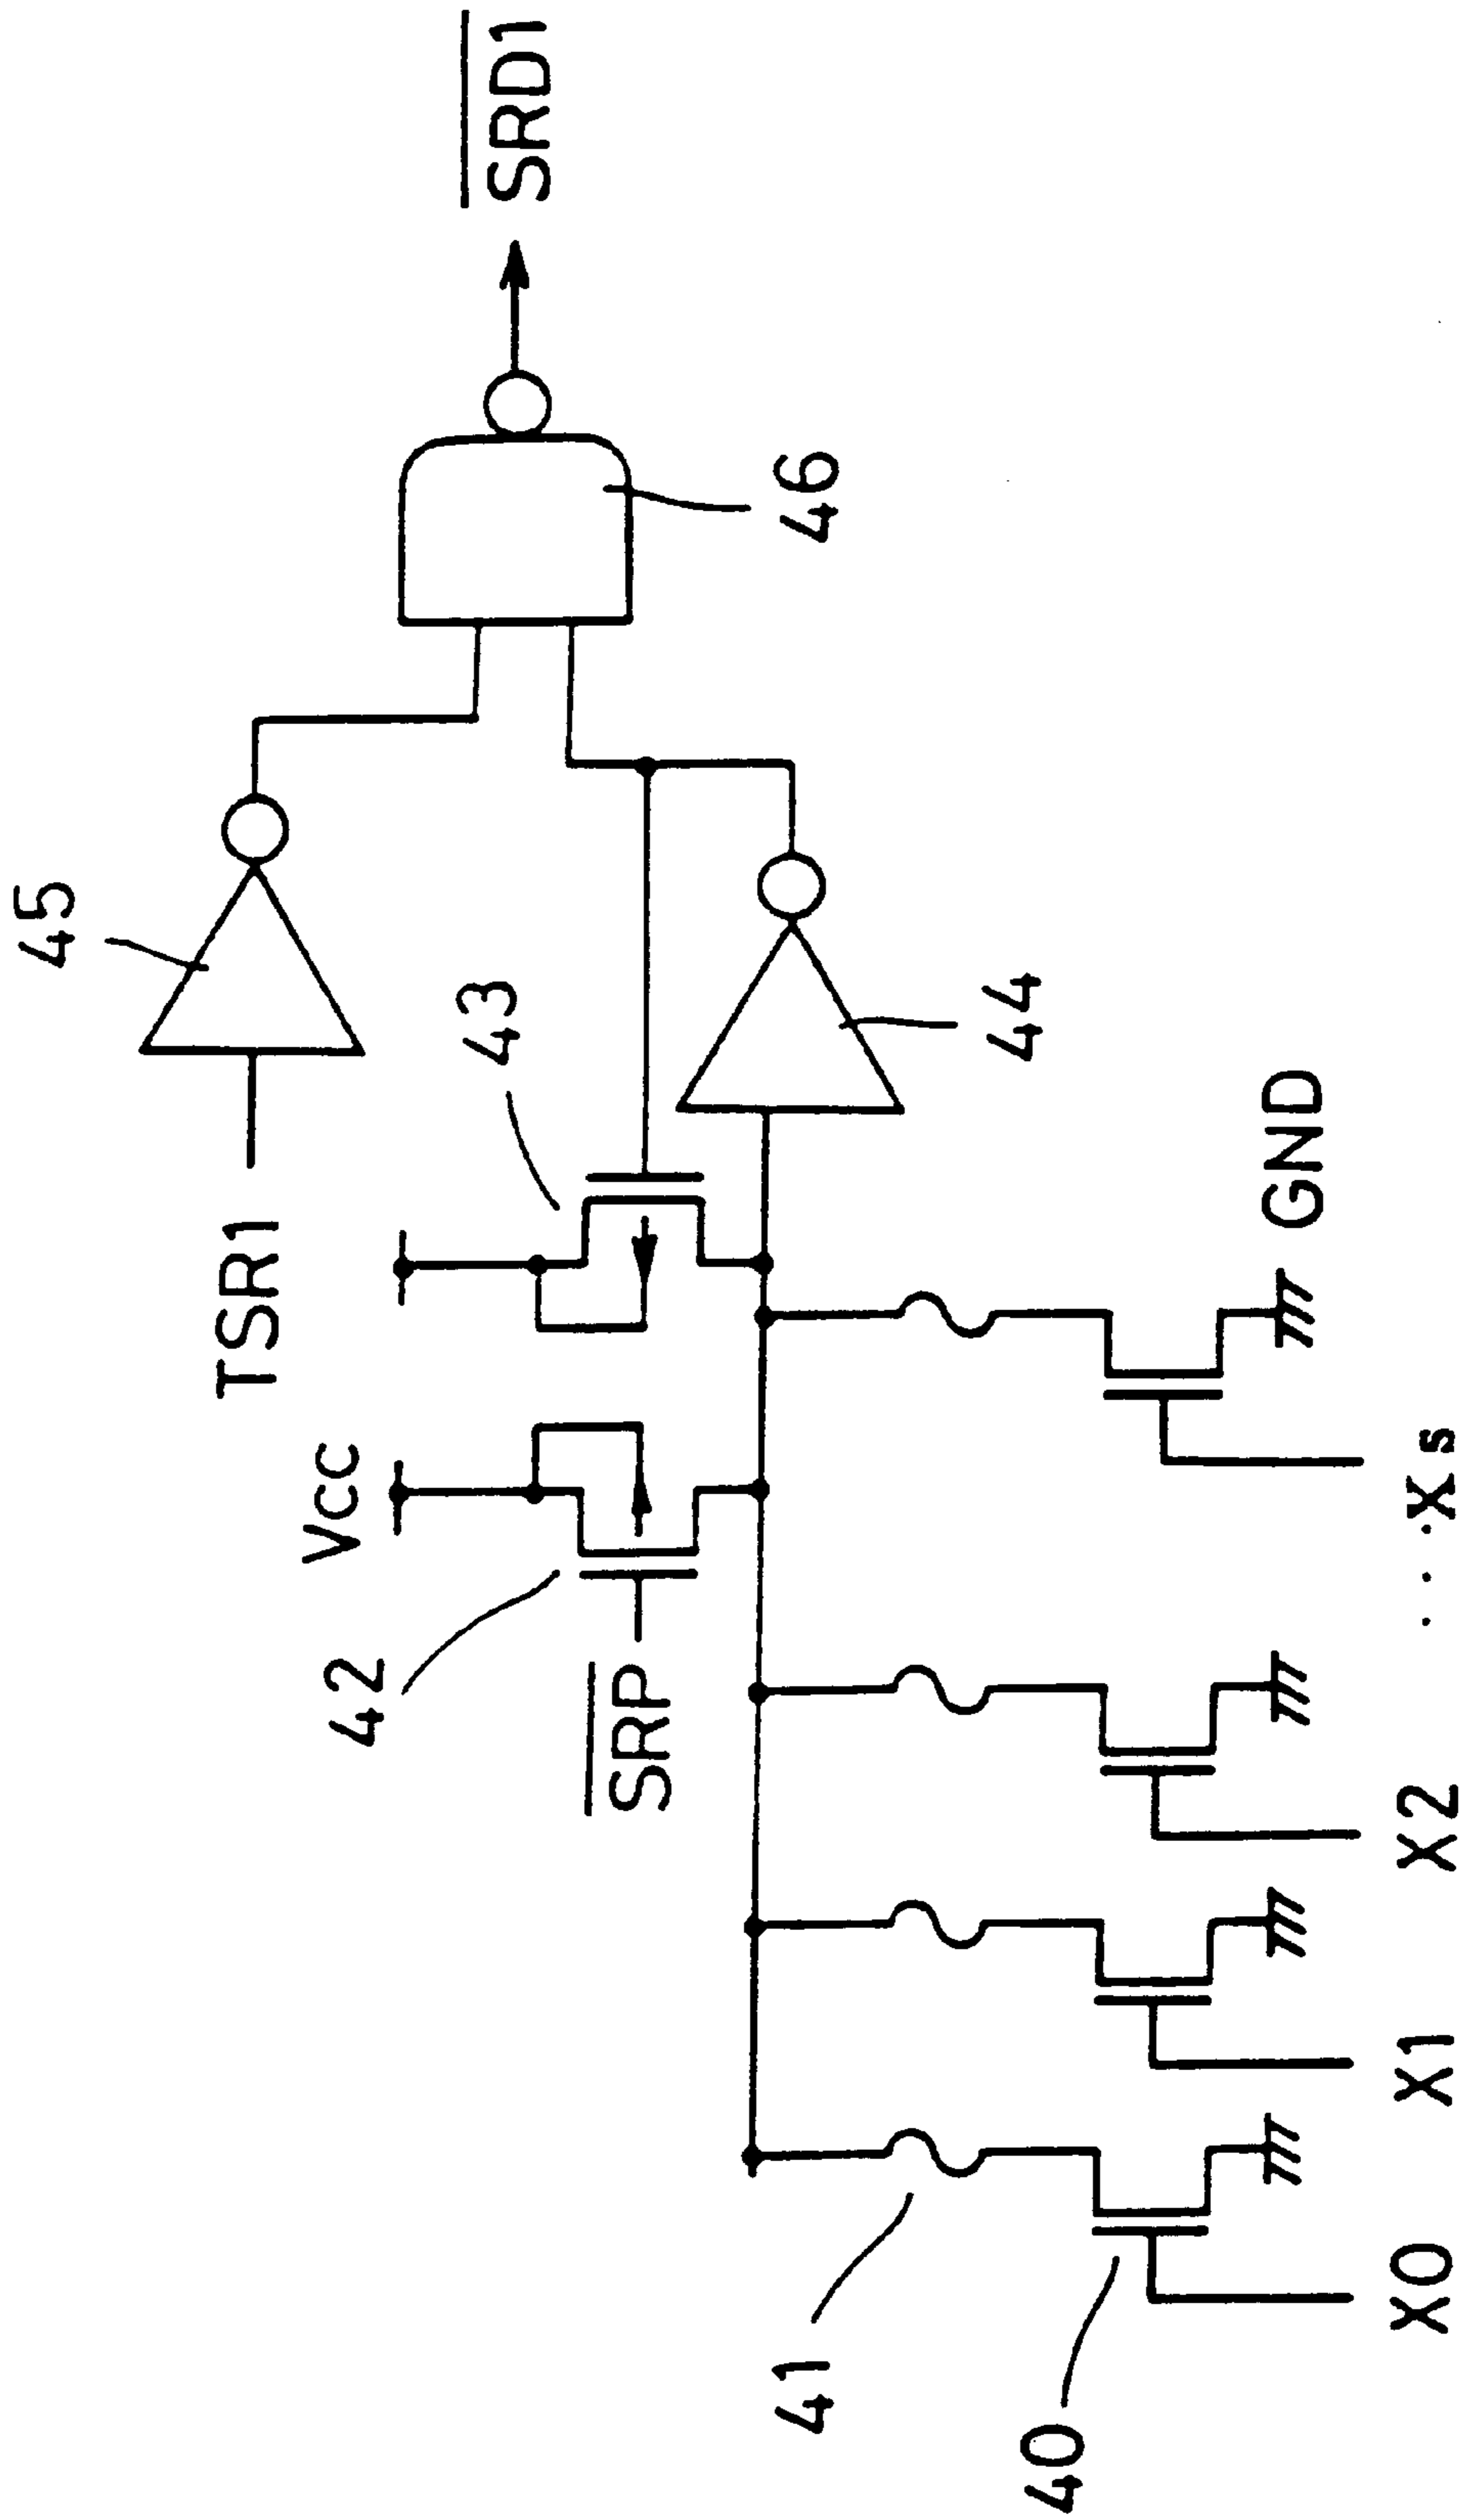 45
TSR1
Vcc
42
43
SRP
SRD1
46
44
41
40
GND
X0 X1 X2 ...Xs